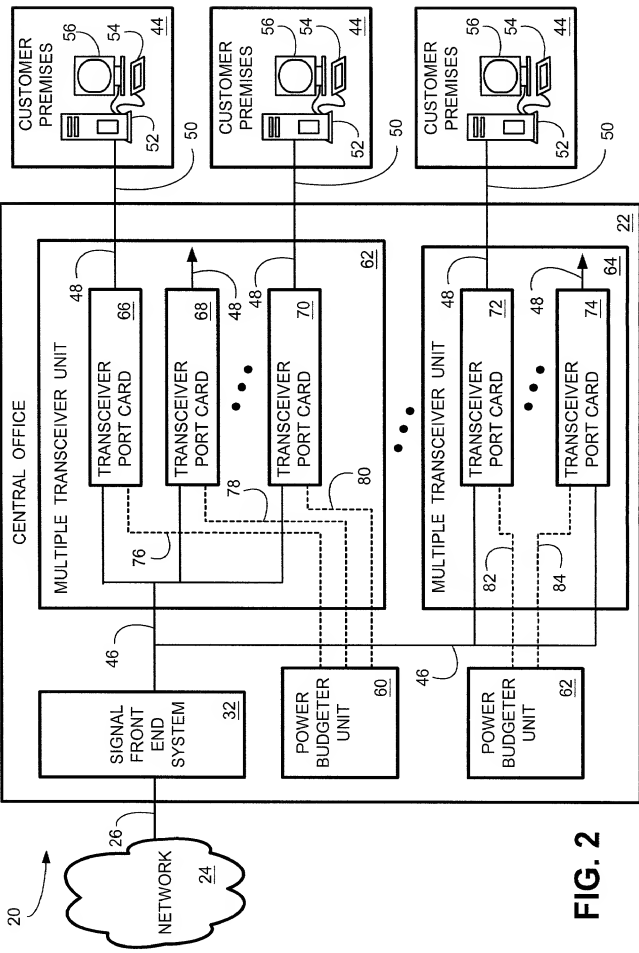 20
NETWORK
24
26
CENTRAL OFFICE
22
SIGNAL
FRONT
END
SYSTEM
32
46
46
POWER
BUDGETER
UNIT
60
POWER
BUDGETER
UNIT
62
MULTIPLE TRANSCEIVER UNIT
62
TRANSCEIVER
PORT CARD
66
TRANSCEIVER
PORT CARD
68
TRANSCEIVER
PORT CARD
70
76
78
80
48
48
48
MULTIPLE TRANSCEIVER UNIT
64
TRANSCEIVER
PORT CARD
72
TRANSCEIVER
PORT CARD
74
82
84
48
48
50
50
50
CUSTOMER
PREMISES
44
56
54
52
CUSTOMER
PREMISES
44
56
54
52
CUSTOMER
PREMISES
44
56
54
52
FIG. 2